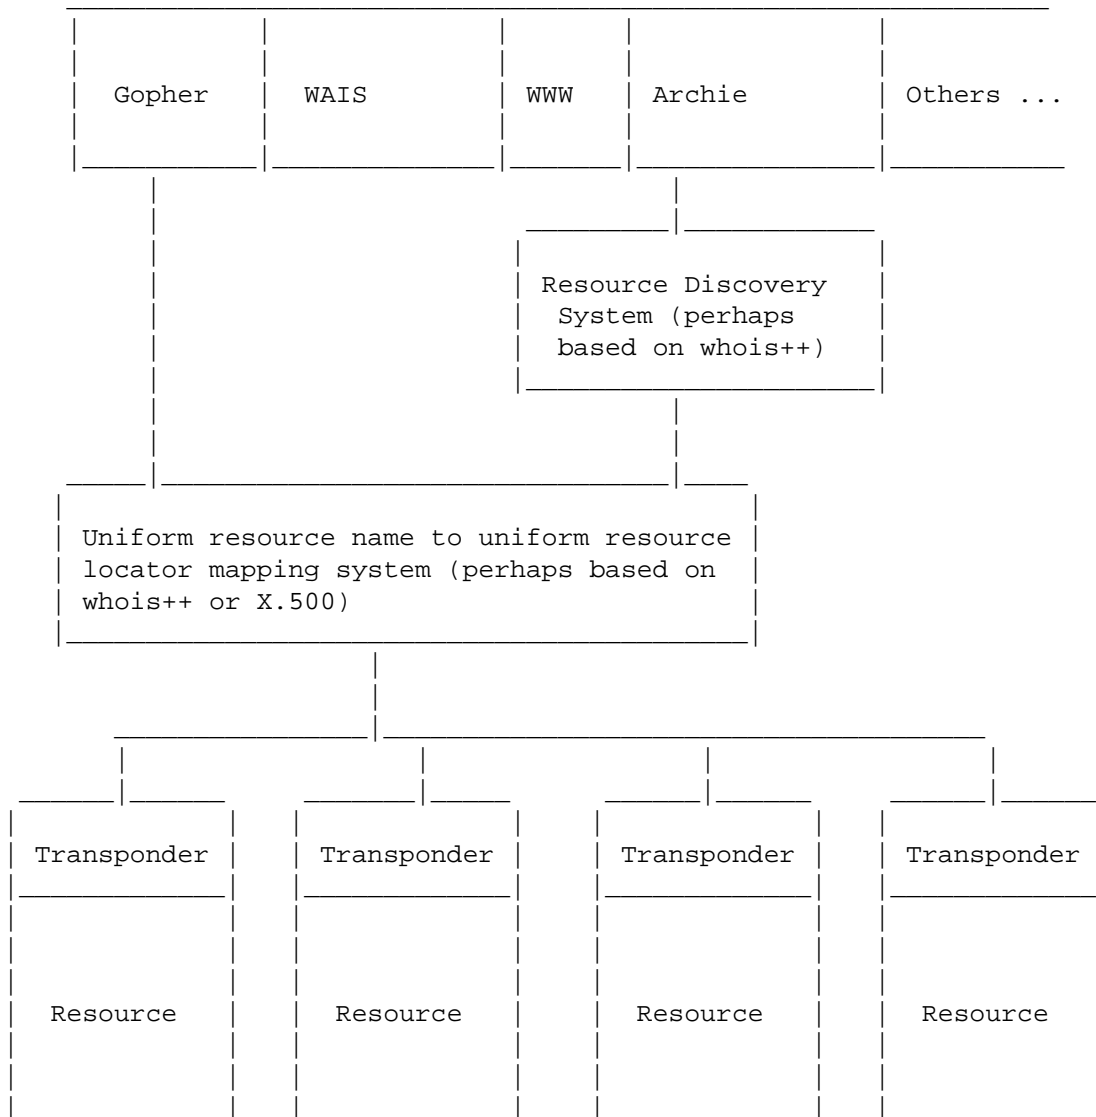 Gopher WAIS WWW Archie Others ...
Resource Discovery
System (perhaps
based on whois++)
Uniform resource name to uniform resource
locator mapping system (perhaps based on
whois++ or X.500)
Transponder Transponder Transponder Transponder
Resource Resource Resource Resource